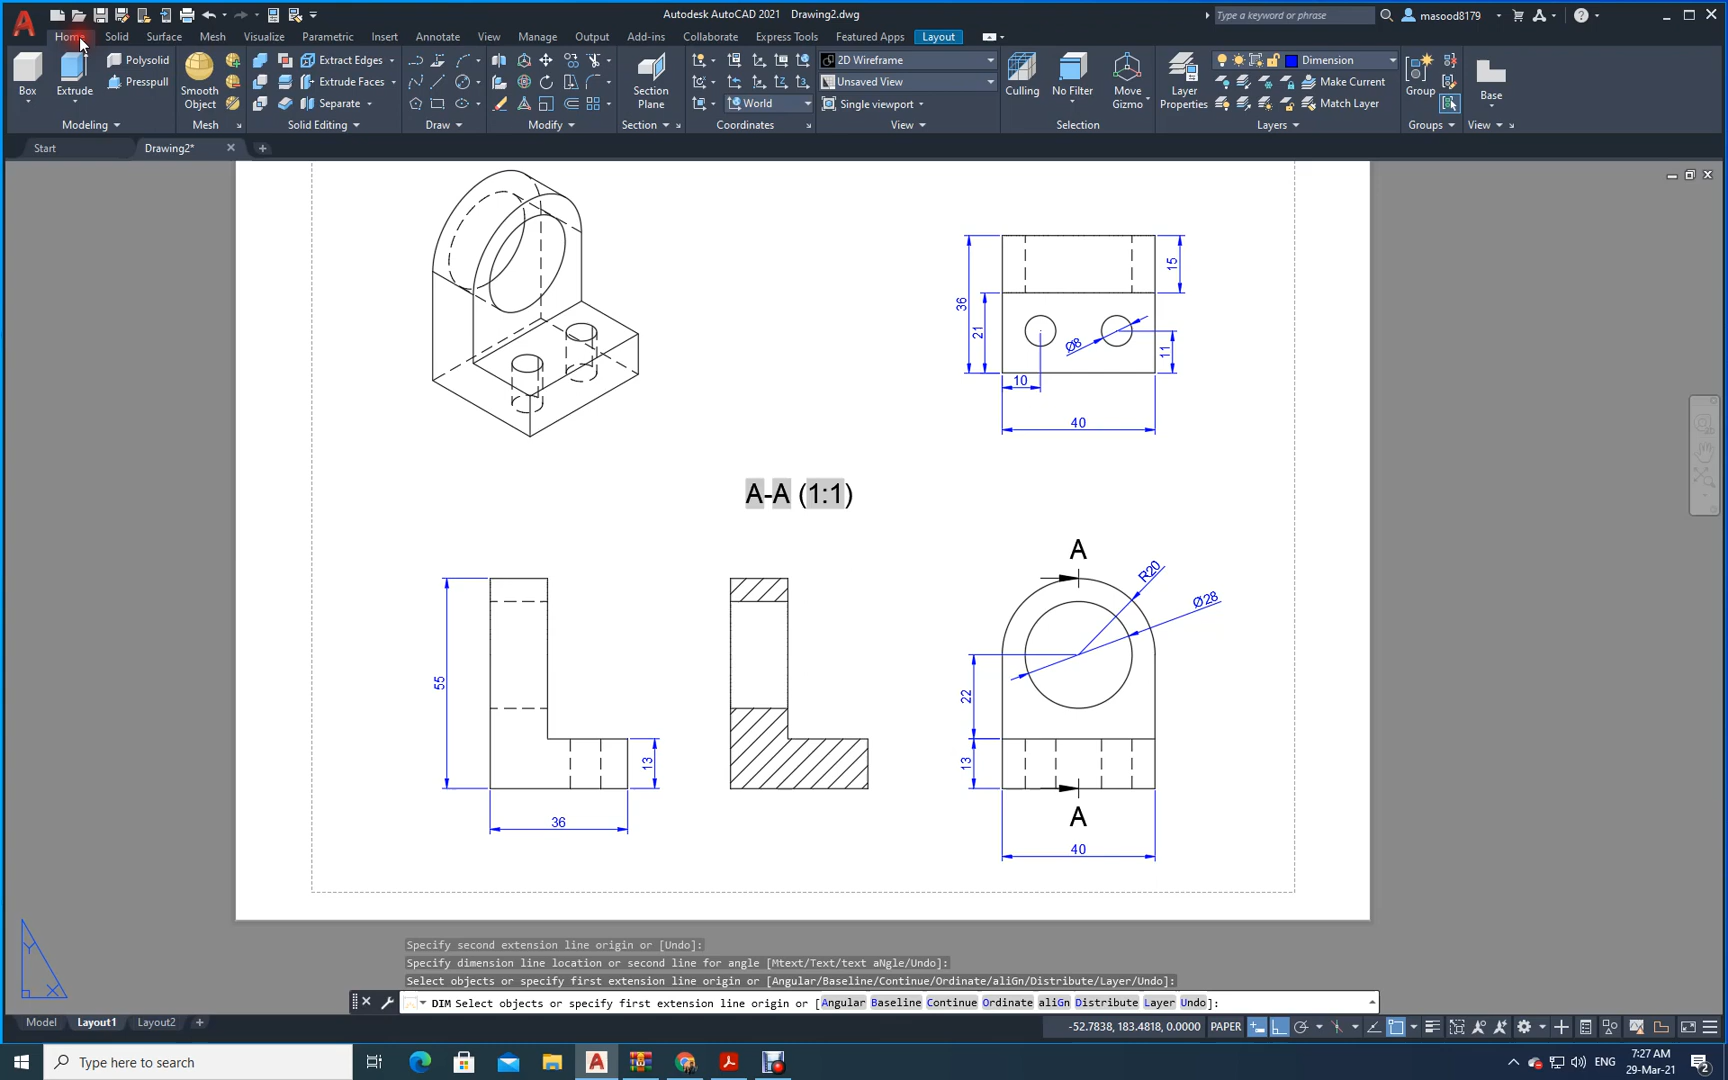 Autodesk AutoCAD 2021 Drawing2.dwg
Type a keyword or phrase
masood8179
Home Solid Surface Mesh Visualize Parametric Insert Annotate View Manage Output Add-ins Collaborate Express Tools Featured Apps Layout
Box
Extrude
Polysolid
Presspull
Smooth Object
Extract Edges
Extrude Faces
Separate
Section Plane
World
2D Wireframe
Unsaved View
Single viewport
Culling
No Filter
Move Gizmo
Layer Properties
Dimension
Make Current
Match Layer
Group
Base
Modeling Mesh Solid Editing Draw Modify Section Coordinates View Selection Layers Groups View
Start Drawing2*
36
21
15
Ø8
11
10
40
A-A (1:1)
A
R20
Ø28
55
13
36
22
13
A
40
Y
X
Specify second extension line origin or [Undo]:
Specify dimension line location or second line for angle [Mtext/Text/text aNgle/Undo]:
Select objects or specify first extension line origin or [Angular/Baseline/Continue/Ordinate/aliGn/Distribute/Layer/Undo]:
DIM Select objects or specify first extension line origin or [Angular Baseline Continue Ordinate aliGn Distribute Layer Undo]:
Model Layout1 Layout2
-52.7838, 183.4818, 0.0000 PAPER
Type here to search
ENG
7:27 AM
29-Mar-21
2